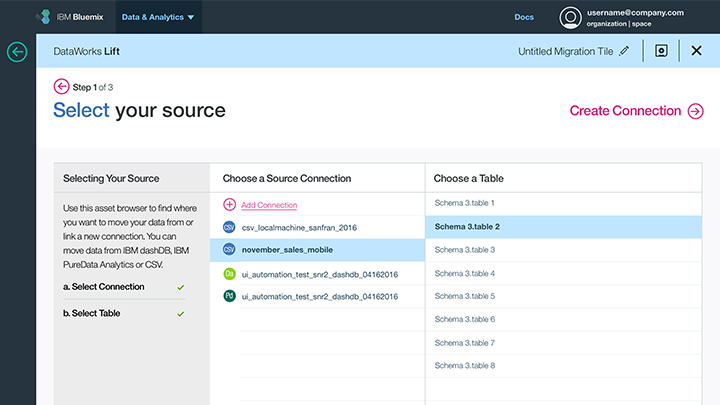 IBM Bluemix
Data & Analytics
Docs
username@company.com
organization | space
DataWorks Lift
Untitled Migration Tile
Step 1 of 3
Select your source
Create Connection
Selecting Your Source
Use this asset browser to find where
you want to move your data from or
link a new connection. You can
move data from IBM dashDB, IBM
PureData Analytics or CSV.
a. Select Connection
b. Select Table
Choose a Source Connection
Add Connection
CSV csv_localmachine_sanfran_2016
CSV november_sales_mobile
Da ui_automation_test_snr2_dashdb_04162016
Pd ui_automation_test_snr2_dashdb_04162016
Choose a Table
Schema 3.table 1
Schema 3.table 2
Schema 3.table 3
Schema 3.table 4
Schema 3.table 5
Schema 3.table 6
Schema 3.table 7
Schema 3.table 8